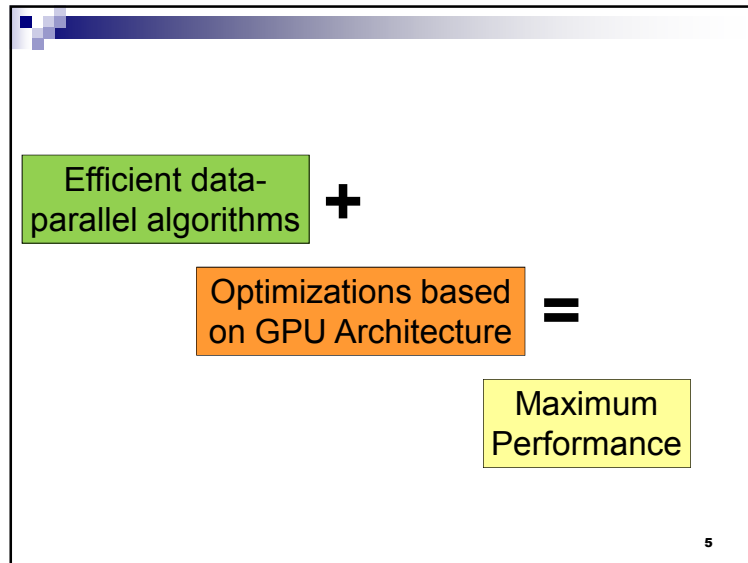 Efficient data-
parallel algorithms
+
Optimizations based
on GPU Architecture
=
Maximum
Performance
5